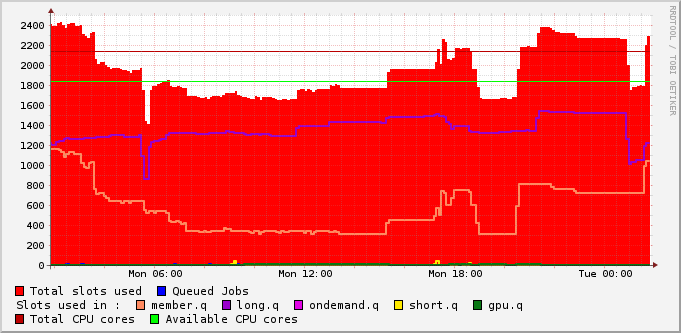 RRDTOOL / TOBI OETIKER
2400
2200
2000
1800
1600
1400
1200
1000
800
600
400
200
0
Mon 06:00 Mon 12:00 Mon 18:00 Tue 00:00
Total slots used Queued Jobs
Slots used in : member.q long.q ondemand.q short.q gpu.q
Total CPU cores Available CPU cores